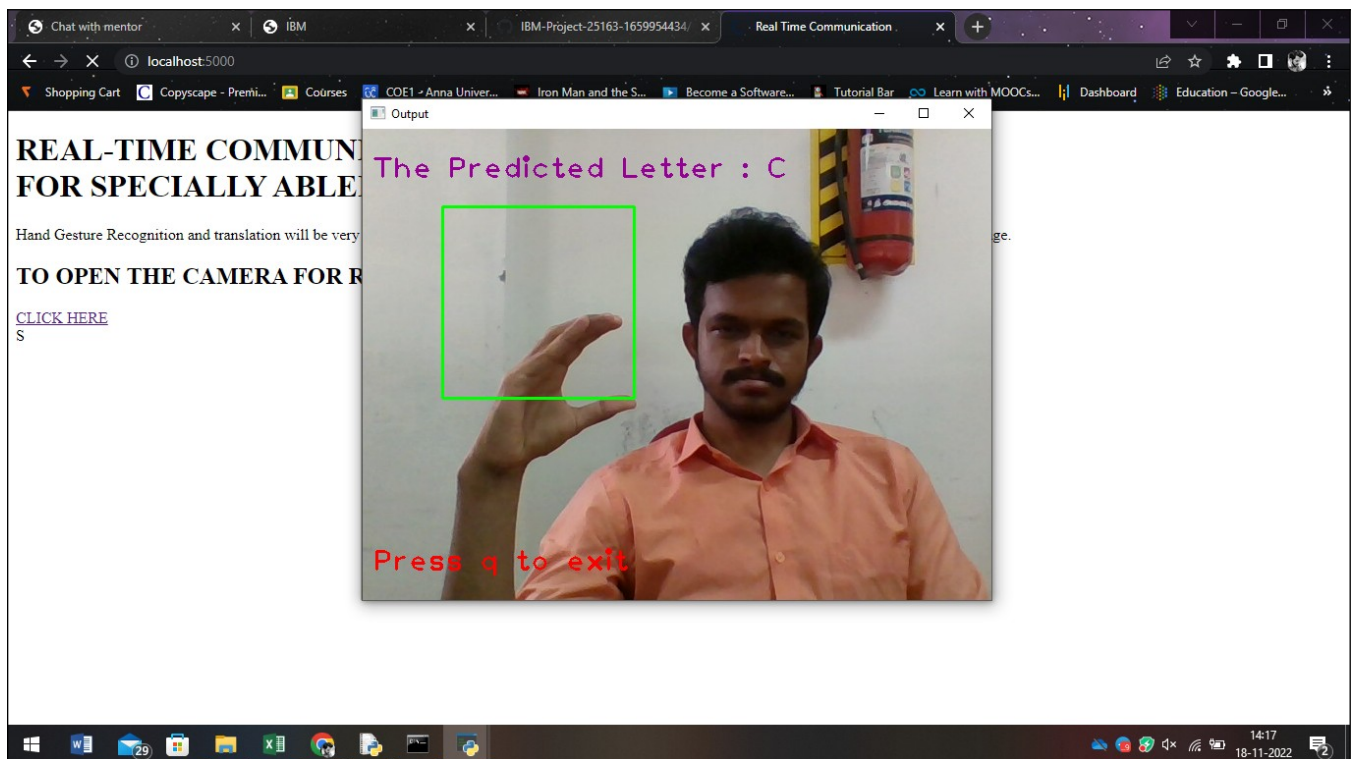 Chat with mentor
IBM
IBM-Project-25163-1659954434/
Real Time Communication
localhost:5000
Shopping Cart
Copyscape - Premi...
Courses
COE1 - Anna Univer...
Iron Man and the S...
Become a Software...
Tutorial Bar
Learn with MOOCs...
Dashboard
Education – Google...
Output
REAL-TIME COMMUN
FOR SPECIALLY ABLE
The Predicted Letter : C
Hand Gesture Recognition and translation will be very
ge.
TO OPEN THE CAMERA FOR R
CLICK HERE
S
Press q to exit
29
14:17
18-11-2022
2